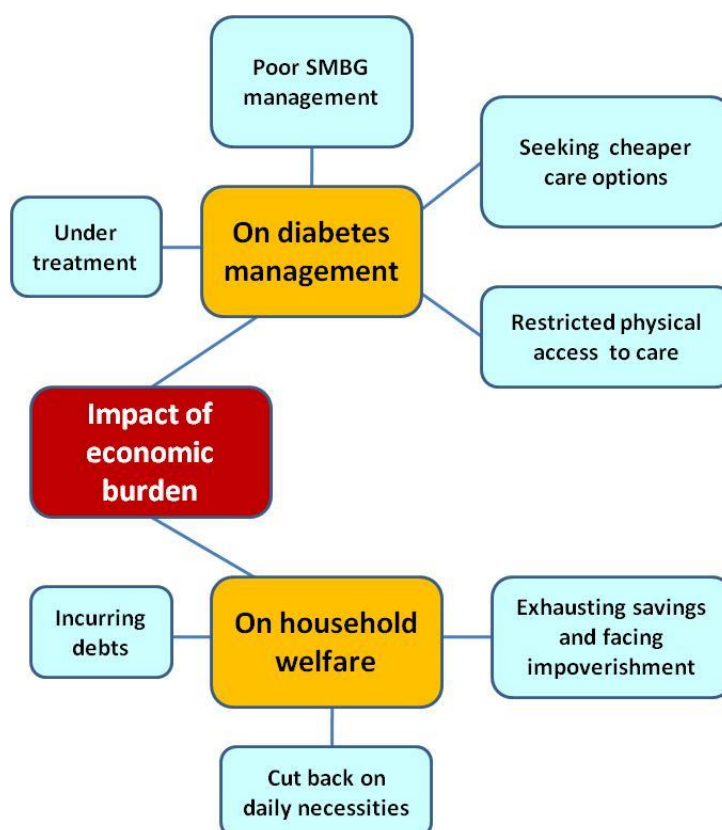 Poor SMBG
management
Seeking cheaper
care options
Under
treatment
On diabetes
management
Restricted physical
access to care
Impact of
economic
burden
Incurring
debts
On household
welfare
Exhausting savings
and facing
impoverishment
Cut back on
daily necessities